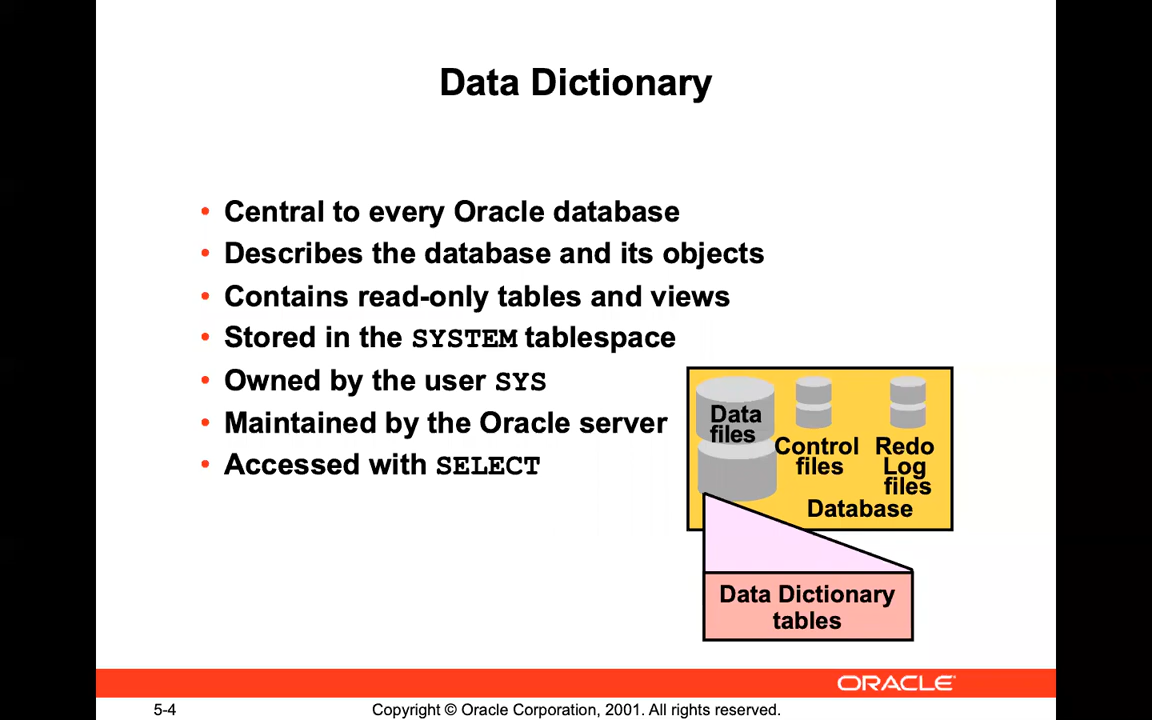 Data Dictionary
• Central to every Oracle database
• Describes the database and its objects
• Contains read-only tables and views
• Stored in the SYSTEM tablespace
• Owned by the user SYS
• Maintained by the Oracle server
• Accessed with SELECT
Data
files
Control
files
Redo
Log
files
Database
Data Dictionary
tables
ORACLE®
5-4
Copyright © Oracle Corporation, 2001. All rights reserved.